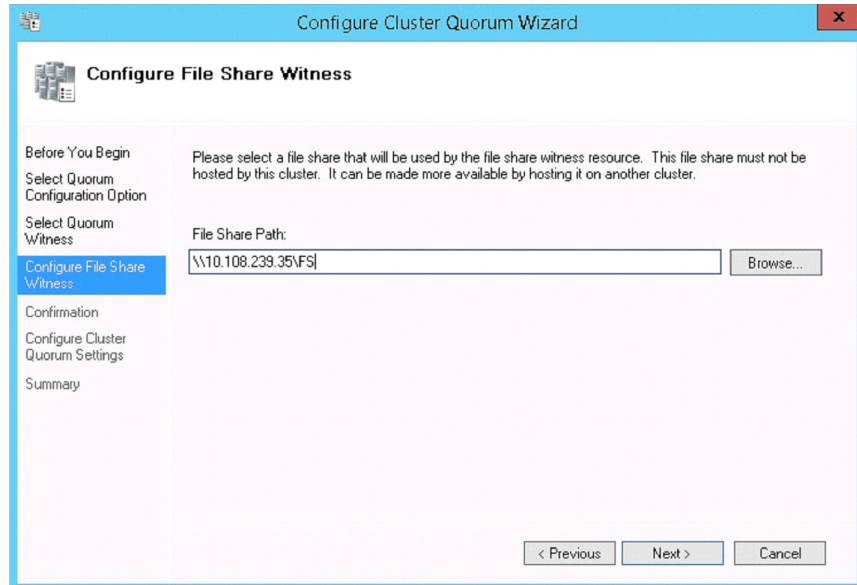 Configure Cluster Quorum Wizard
x
Configure File Share Witness
Before You Begin
Select Quorum
Configuration Option
Select Quorum
Witness
Configure File Share
Witness
Confirmation
Configure Cluster
Quorum Settings
Summary
Please select a file share that will be used by the file share witness resource. This file share must not be
hosted by this cluster. It can be made more available by hosting it on another cluster.
File Share Path:
\\10.108.239.35\FS
Browse...
< Previous
Next >
Cancel